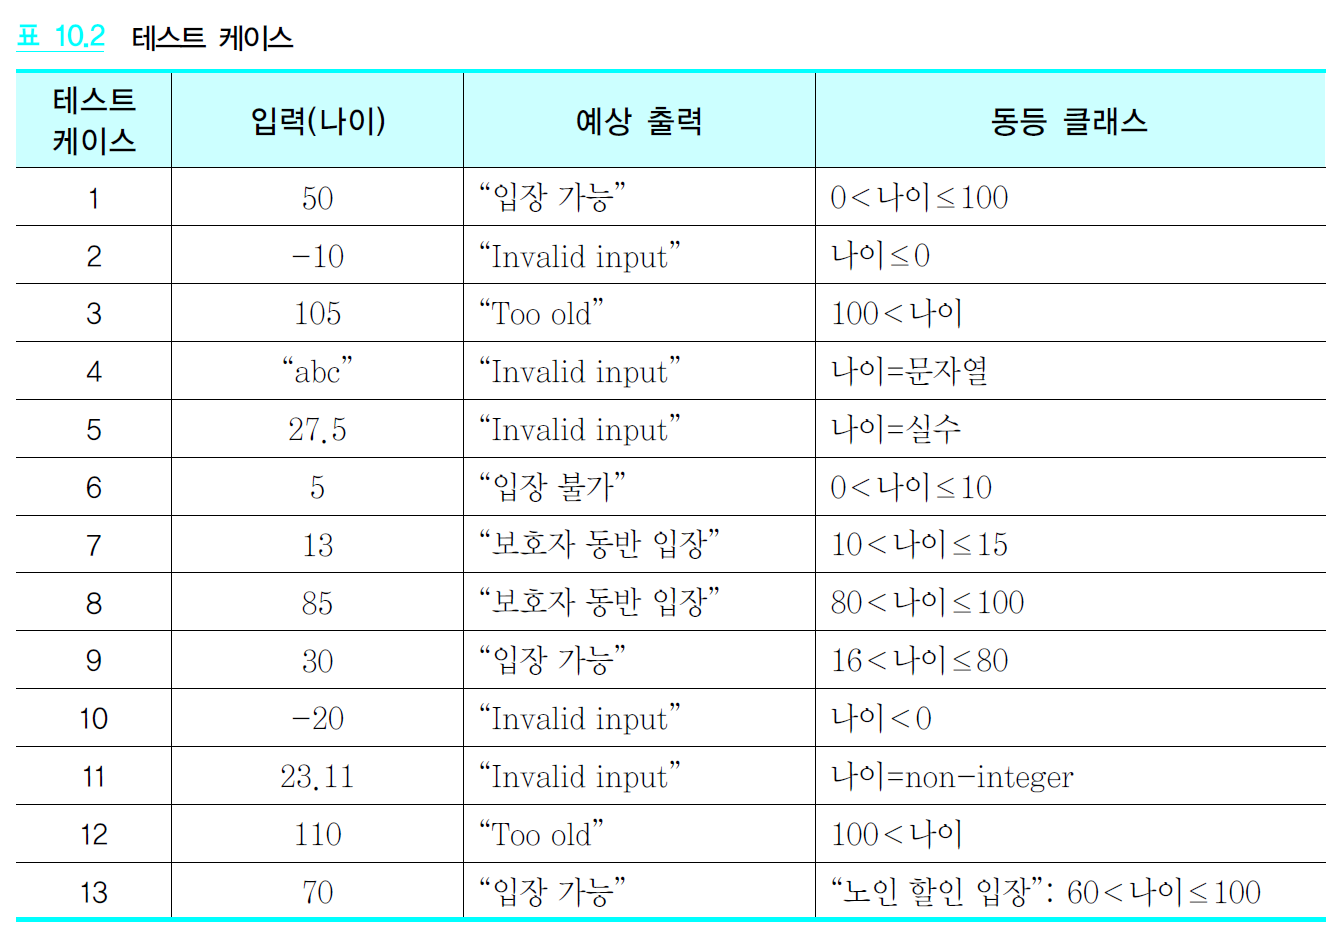 표 10.2 테스트 케이스
테스트 케이스 입력(나이) 예상 출력 동등 클래스
1 50 “입장 가능” 0<나이≤100
2 -10 “Invalid input” 나이≤0
3 105 “Too old” 100<나이
4 “abc” “Invalid input” 나이=문자열
5 27.5 “Invalid input” 나이=실수
6 5 “입장 불가” 0<나이≤10
7 13 “보호자 동반 입장” 10<나이≤15
8 85 “보호자 동반 입장” 80<나이≤100
9 30 “입장 가능” 16<나이≤80
10 -20 “Invalid input” 나이<0
11 23.11 “Invalid input” 나이=non-integer
12 110 “Too old” 100<나이
13 70 “입장 가능” “노인 할인 입장”: 60<나이≤100